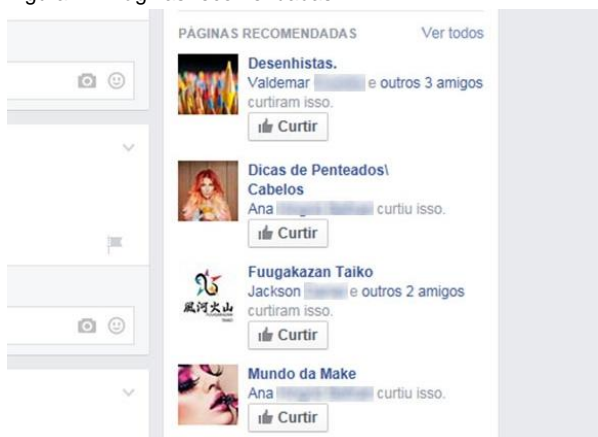 PÁGINAS RECOMENDADAS Ver todos
Desenhistas.
Valdemar e outros 3 amigos
curtiram isso.
Curtir
Dicas de Penteados\
Cabelos
Ana curtiu isso.
Curtir
Fuugakazan Taiko
Jackson e outros 2 amigos
curtiram isso.
風河火山
Curtir
Mundo da Make
Ana curtiu isso.
Curtir